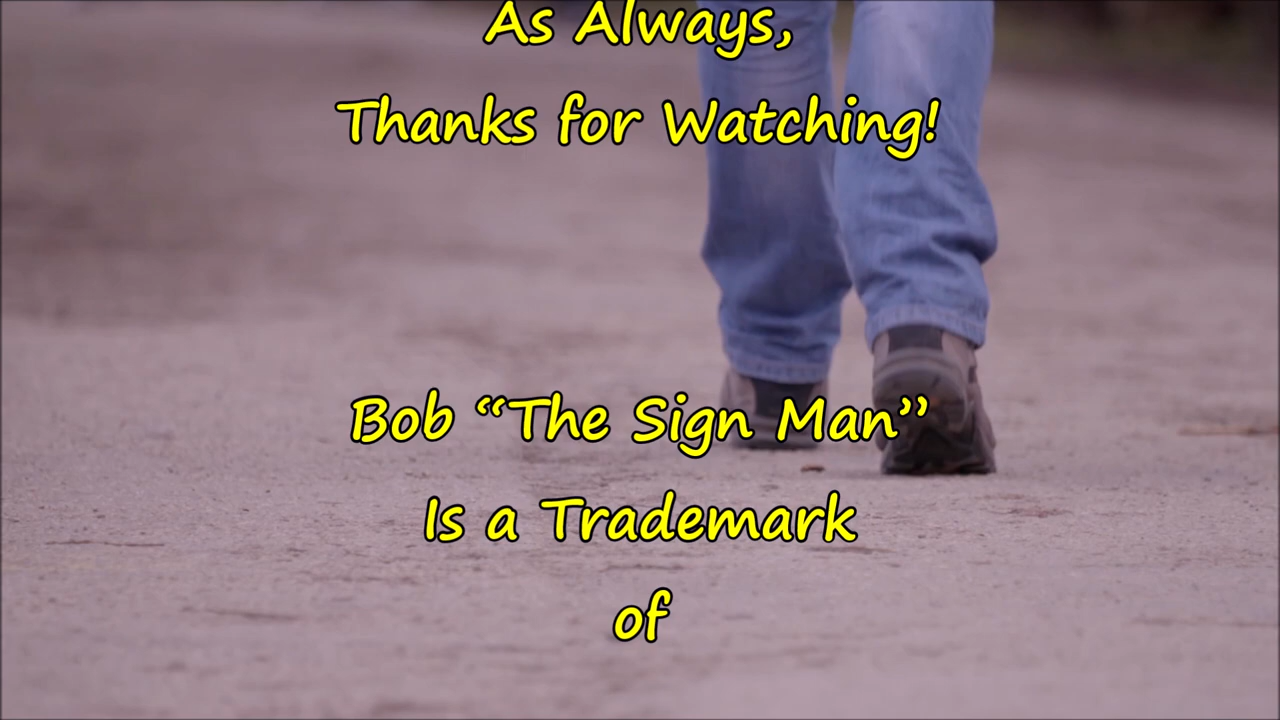 As Always,
Thanks for Watching!
Bob “The Sign Man”
Is a Trademark
of